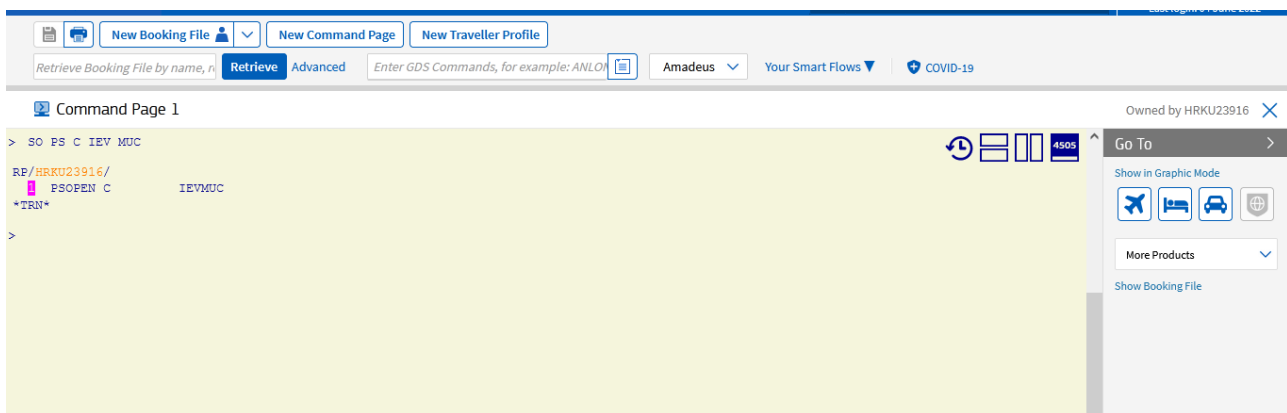 New Booking File
New Command Page
New Traveller Profile
Retrieve Booking File by name, r
Retrieve
Advanced
Enter GDS Commands, for example: ANLO
Amadeus
Your Smart Flows
COVID-19
Command Page 1
Owned by HRKU23916
> SO PS C IEV MUC
4505
RP/HRKU23916/
1 PSOPEN C IEVMUC
*TRN*
>
Go To
Show in Graphic Mode
More Products
Show Booking File